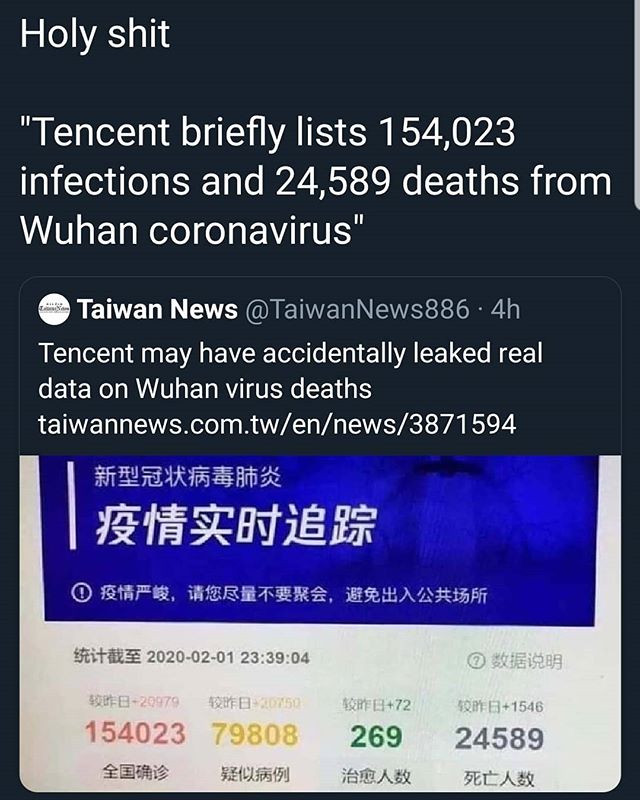 Holy shit
"Tencent briefly lists 154,023
infections and 24,589 deaths from
Wuhan coronavirus"
Taiwan News @TaiwanNews886 · 4h
Tencent may have accidentally leaked real
data on Wuhan virus deaths
taiwannews.com.tw/en/news/3871594
新型冠状病毒肺炎
疫情实时追踪
疫情严峻，请您尽量不要聚会，避免出入公共场所
统计截至 2020-02-01 23:39:04 ? 数据说明
较昨日+20979 较昨日+20750 较昨日+72 较昨日+1546
154023 79808 269 24589
全国确诊 疑似病例 治愈人数 死亡人数